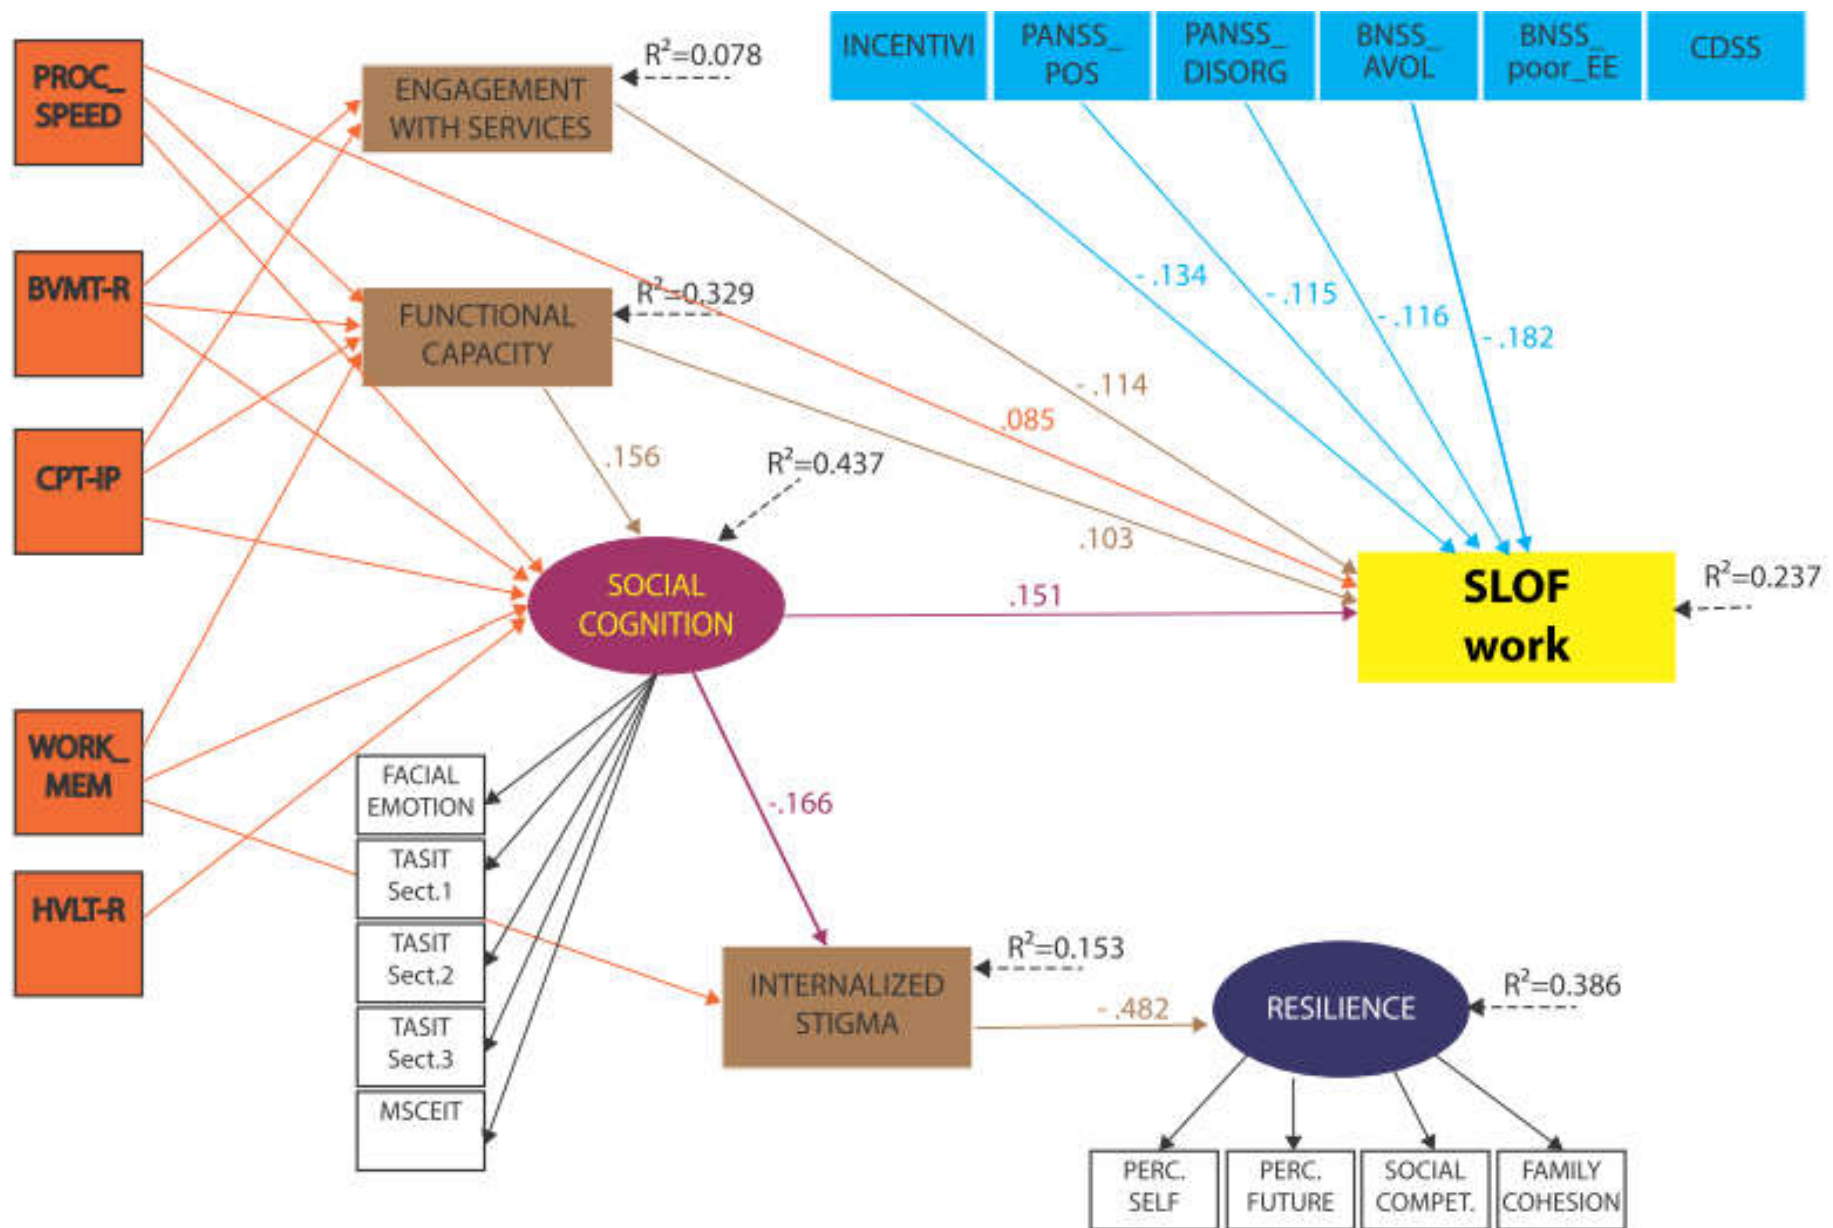 PROC_
SPEED
BVMT-R
CPT-IP
WORK_
MEM
HVLT-R
ENGAGEMENT
WITH SERVICES
R²=0.078
FUNCTIONAL
CAPACITY
R²=0.329
INCENTIVI
PANSS_
POS
PANSS_
DISORG
BNSS_
AVOL
BNSS_
poor_EE
CDSS
- .134
- .115
- .116
- .182
- .114
.085
.103
.156
R²=0.437
SOCIAL
COGNITION
.151
SLOF
work
R²=0.237
FACIAL
EMOTION
TASIT
Sect.1
TASIT
Sect.2
TASIT
Sect.3
MSCEIT
-.166
INTERNALIZED
STIGMA
R²=0.153
- .482
RESILIENCE
R²=0.386
PERC.
SELF
PERC.
FUTURE
SOCIAL
COMPET.
FAMILY
COHESION